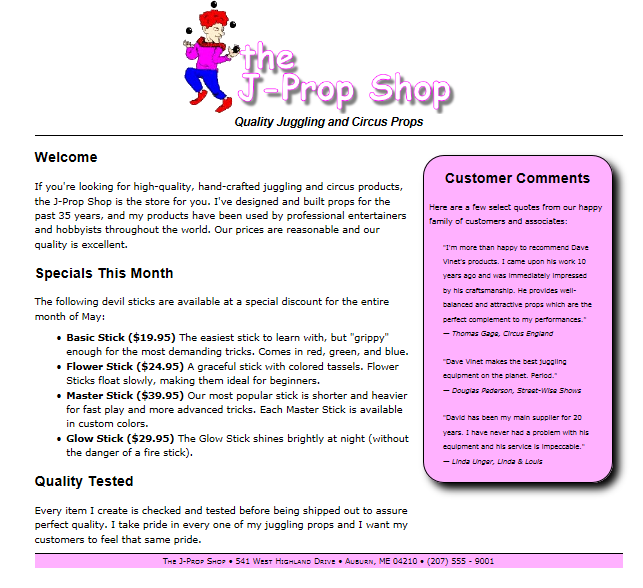 the
J-Prop Shop
Quality Juggling and Circus Props
Welcome
If you're looking for high-quality, hand-crafted juggling and circus products,
the J-Prop Shop is the store for you. I've designed and built props for the
past 35 years, and my products have been used by professional entertainers
and hobbyists throughout the world. Our prices are reasonable and our
quality is excellent.
Specials This Month
The following devil sticks are available at a special discount for the entire
month of May:
• Basic Stick ($19.95) The easiest stick to learn with, but "grippy"
enough for the most demanding tricks. Comes in red, green, and blue.
• Flower Stick ($24.95) A graceful stick with colored tassels. Flower
Sticks float slowly, making them ideal for beginners.
• Master Stick ($39.95) Our most popular stick is shorter and heavier
for fast play and more advanced tricks. Each Master Stick is available
in custom colors.
• Glow Stick ($29.95) The Glow Stick shines brightly at night (without
the danger of a fire stick).
Quality Tested
Every item I create is checked and tested before being shipped out to assure
perfect quality. I take pride in every one of my juggling props and I want my
customers to feel that same pride.
Customer Comments
Here are a few select quotes from our happy
family of customers and associates:
"I'm more than happy to recommend Dave
Vinet's products. I came upon his work 10
years ago and was immediately impressed
by his craftsmanship. He provides well-
balanced and attractive props which are the
perfect complement to my performances."
— Thomas Gage, Circus England
"Dave Vinet makes the best juggling
equipment on the planet. Period."
— Douglas Pederson, Street-Wise Shows
"David has been my main supplier for 20
years. I have never had a problem with his
equipment and his service is impeccable."
— Linda Unger, Linda & Louis
The J-Prop Shop • 541 West Highland Drive • Auburn, ME 04210 • (207) 555 - 9001